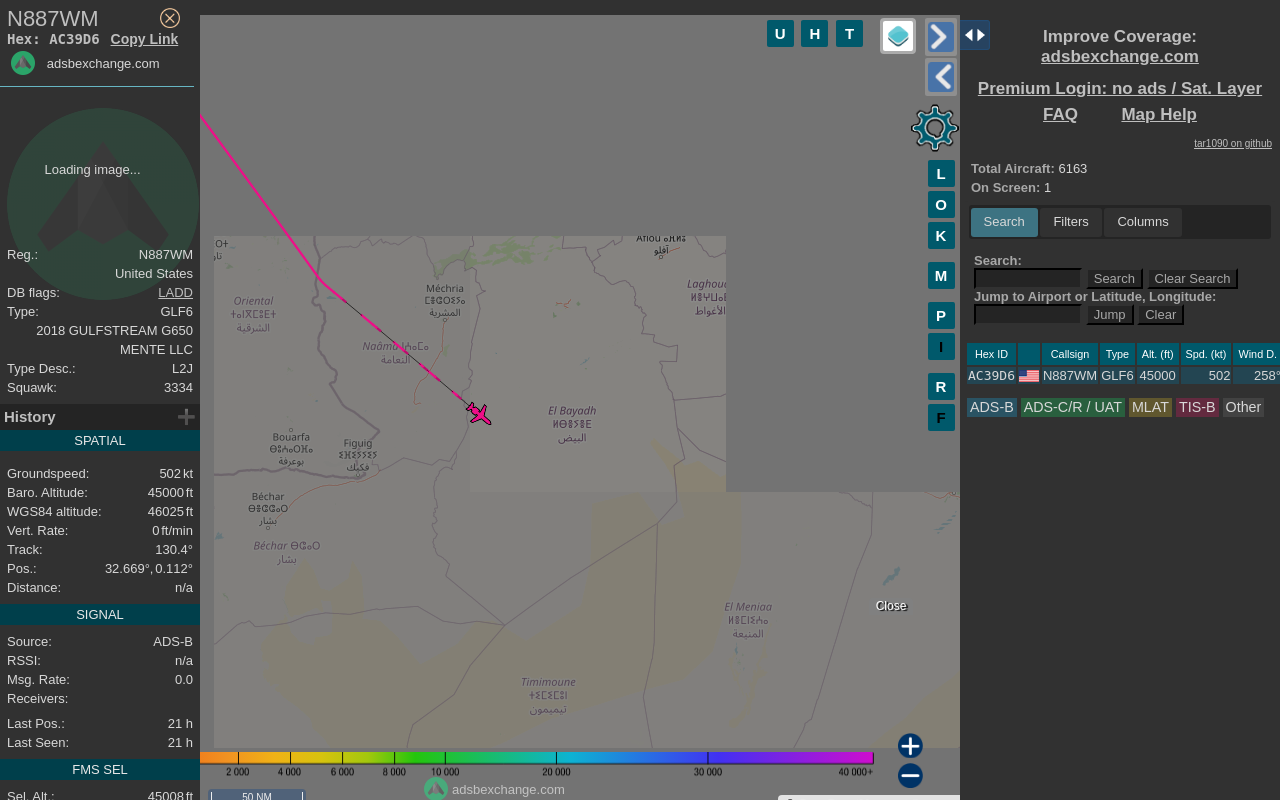 N887WM
Hex: AC39D6 Copy Link
adsbexchange.com
Loading image...
Reg.: N887WM
United States
DB flags: LADD
Type: GLF6
2018 GULFSTREAM G650
MENTE LLC
Type Desc.: L2J
Squawk: 3334
History
SPATIAL
Groundspeed: 502 kt
Baro. Altitude: 45000 ft
WGS84 altitude: 46025 ft
Vert. Rate: 0 ft/min
Track: 130.4°
Pos.: 32.669°, 0.112°
Distance: n/a
SIGNAL
Source: ADS-B
RSSI: n/a
Msg. Rate: 0.0
Receivers:
Last Pos.: 21 h
Last Seen: 21 h
FMS SEL
Sel. Alt.: 45008 ft
U H T
L
O
K
M
P
I
R
F
آفلو
Oriental
الشرقية
Méchria
المشرية
الأغواط
Naâma
النعامة
El Bayadh
البيض
Bouarfa
بوعرفة
Figuig
فكيك
Béchar
بشار
Béchar
بشار
El Meniaa
المنيعة
Timimoune
تيميمون
Close
2 000 4 000 6 000 8 000 10 000 20 000 30 000 40 000+
adsbexchange.com
50 NM
Improve Coverage:
adsbexchange.com
Premium Login: no ads / Sat. Layer
FAQ Map Help
tar1090 on github
Total Aircraft: 6163
On Screen: 1
Search Filters Columns
Search:
Search Clear Search
Jump to Airport or Latitude, Longitude:
Jump Clear
Hex ID Callsign Type Alt. (ft) Spd. (kt) Wind D.
AC39D6 N887WM GLF6 45000 502 258°
ADS-B ADS-C/R / UAT MLAT TIS-B Other